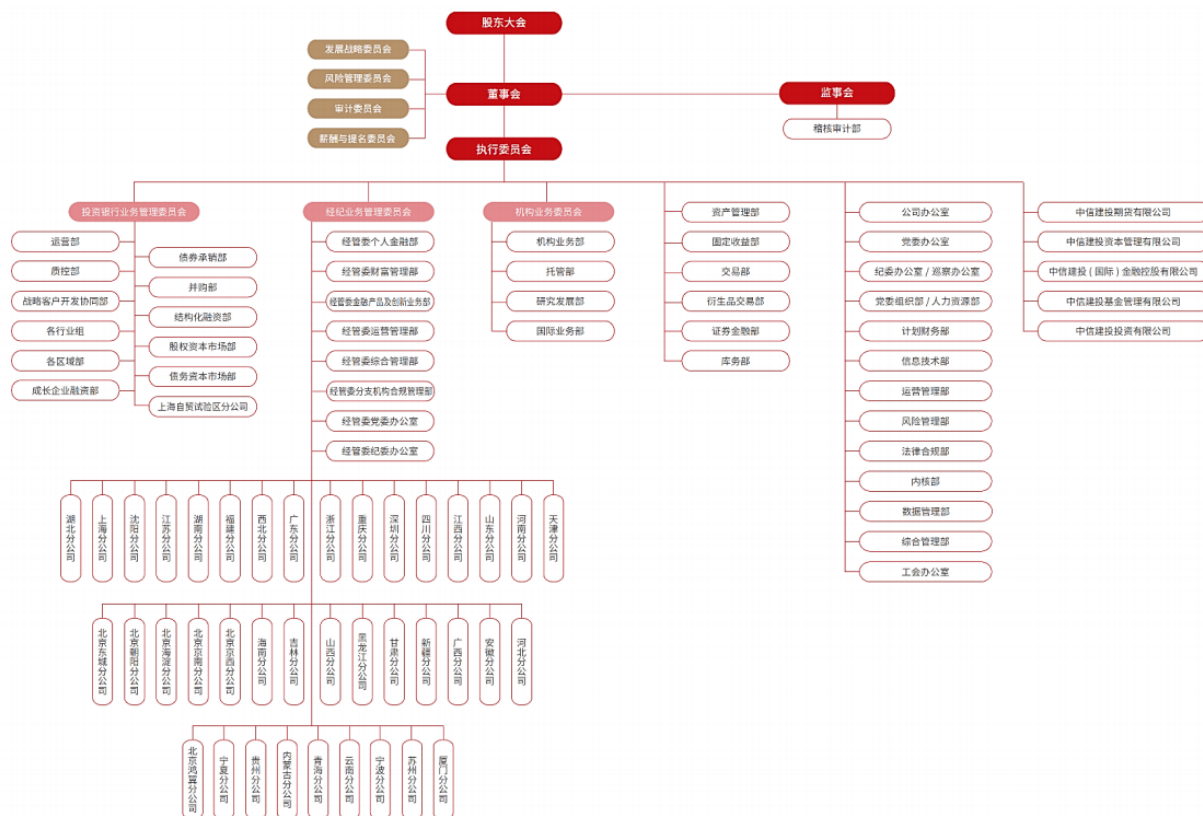 股东大会
发展战略委员会
风险管理委员会
审计委员会
薪酬与提名委员会
董事会
监事会
稽核审计部
执行委员会
投资银行业务管理委员会
运营部
质控部
战略客户开发协同部
各行业组
各区域部
成长企业融资部
债券承销部
并购部
结构化融资部
股权资本市场部
债务资本市场部
上海自贸试验区分公司
经纪业务管理委员会
经管委个人金融部
经管委财富管理部
经管委金融产品及创新业务部
经管委运营管理部
经管委综合管理部
经管委分支机构合规管理部
经管委党委办公室
经管委纪委办公室
湖北分公司
上海分公司
沈阳分公司
江苏分公司
湖南分公司
福建分公司
西北分公司
广东分公司
浙江分公司
重庆分公司
深圳分公司
四川分公司
江西分公司
山东分公司
河南分公司
天津分公司
北京东城分公司
北京朝阳分公司
北京海淀分公司
北京京南分公司
北京京西分公司
海南分公司
吉林分公司
山西分公司
黑龙江分公司
甘肃分公司
新疆分公司
广西分公司
安徽分公司
河北分公司
北京鸿翼分公司
宁夏分公司
贵州分公司
内蒙古分公司
青海分公司
云南分公司
宁波分公司
苏州分公司
厦门分公司
机构业务委员会
机构业务部
托管部
研究发展部
国际业务部
资产管理部
固定收益部
交易部
衍生品交易部
证券金融部
库务部
公司办公室
党委办公室
纪委办公室 / 巡察办公室
党委组织部 / 人力资源部
计划财务部
信息技术部
运营管理部
风险管理部
法律合规部
内核部
数据管理部
综合管理部
工会办公室
中信建投期货有限公司
中信建投资本管理有限公司
中信建投 ( 国际 ) 金融控股有限公司
中信建投基金管理有限公司
中信建投投资有限公司